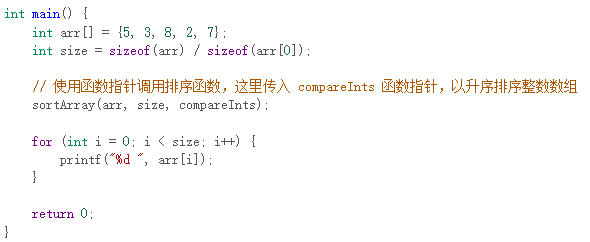 int main() {
    int arr[] = {5, 3, 8, 2, 7};
    int size = sizeof(arr) / sizeof(arr[0]);

    // 使用函数指针调用排序函数，这里传入 compareInts 函数指针，以升序排序整数数组
    sortArray(arr, size, compareInts);

    for (int i = 0; i < size; i++) {
        printf("%d ", arr[i]);
    }

    return 0;
}